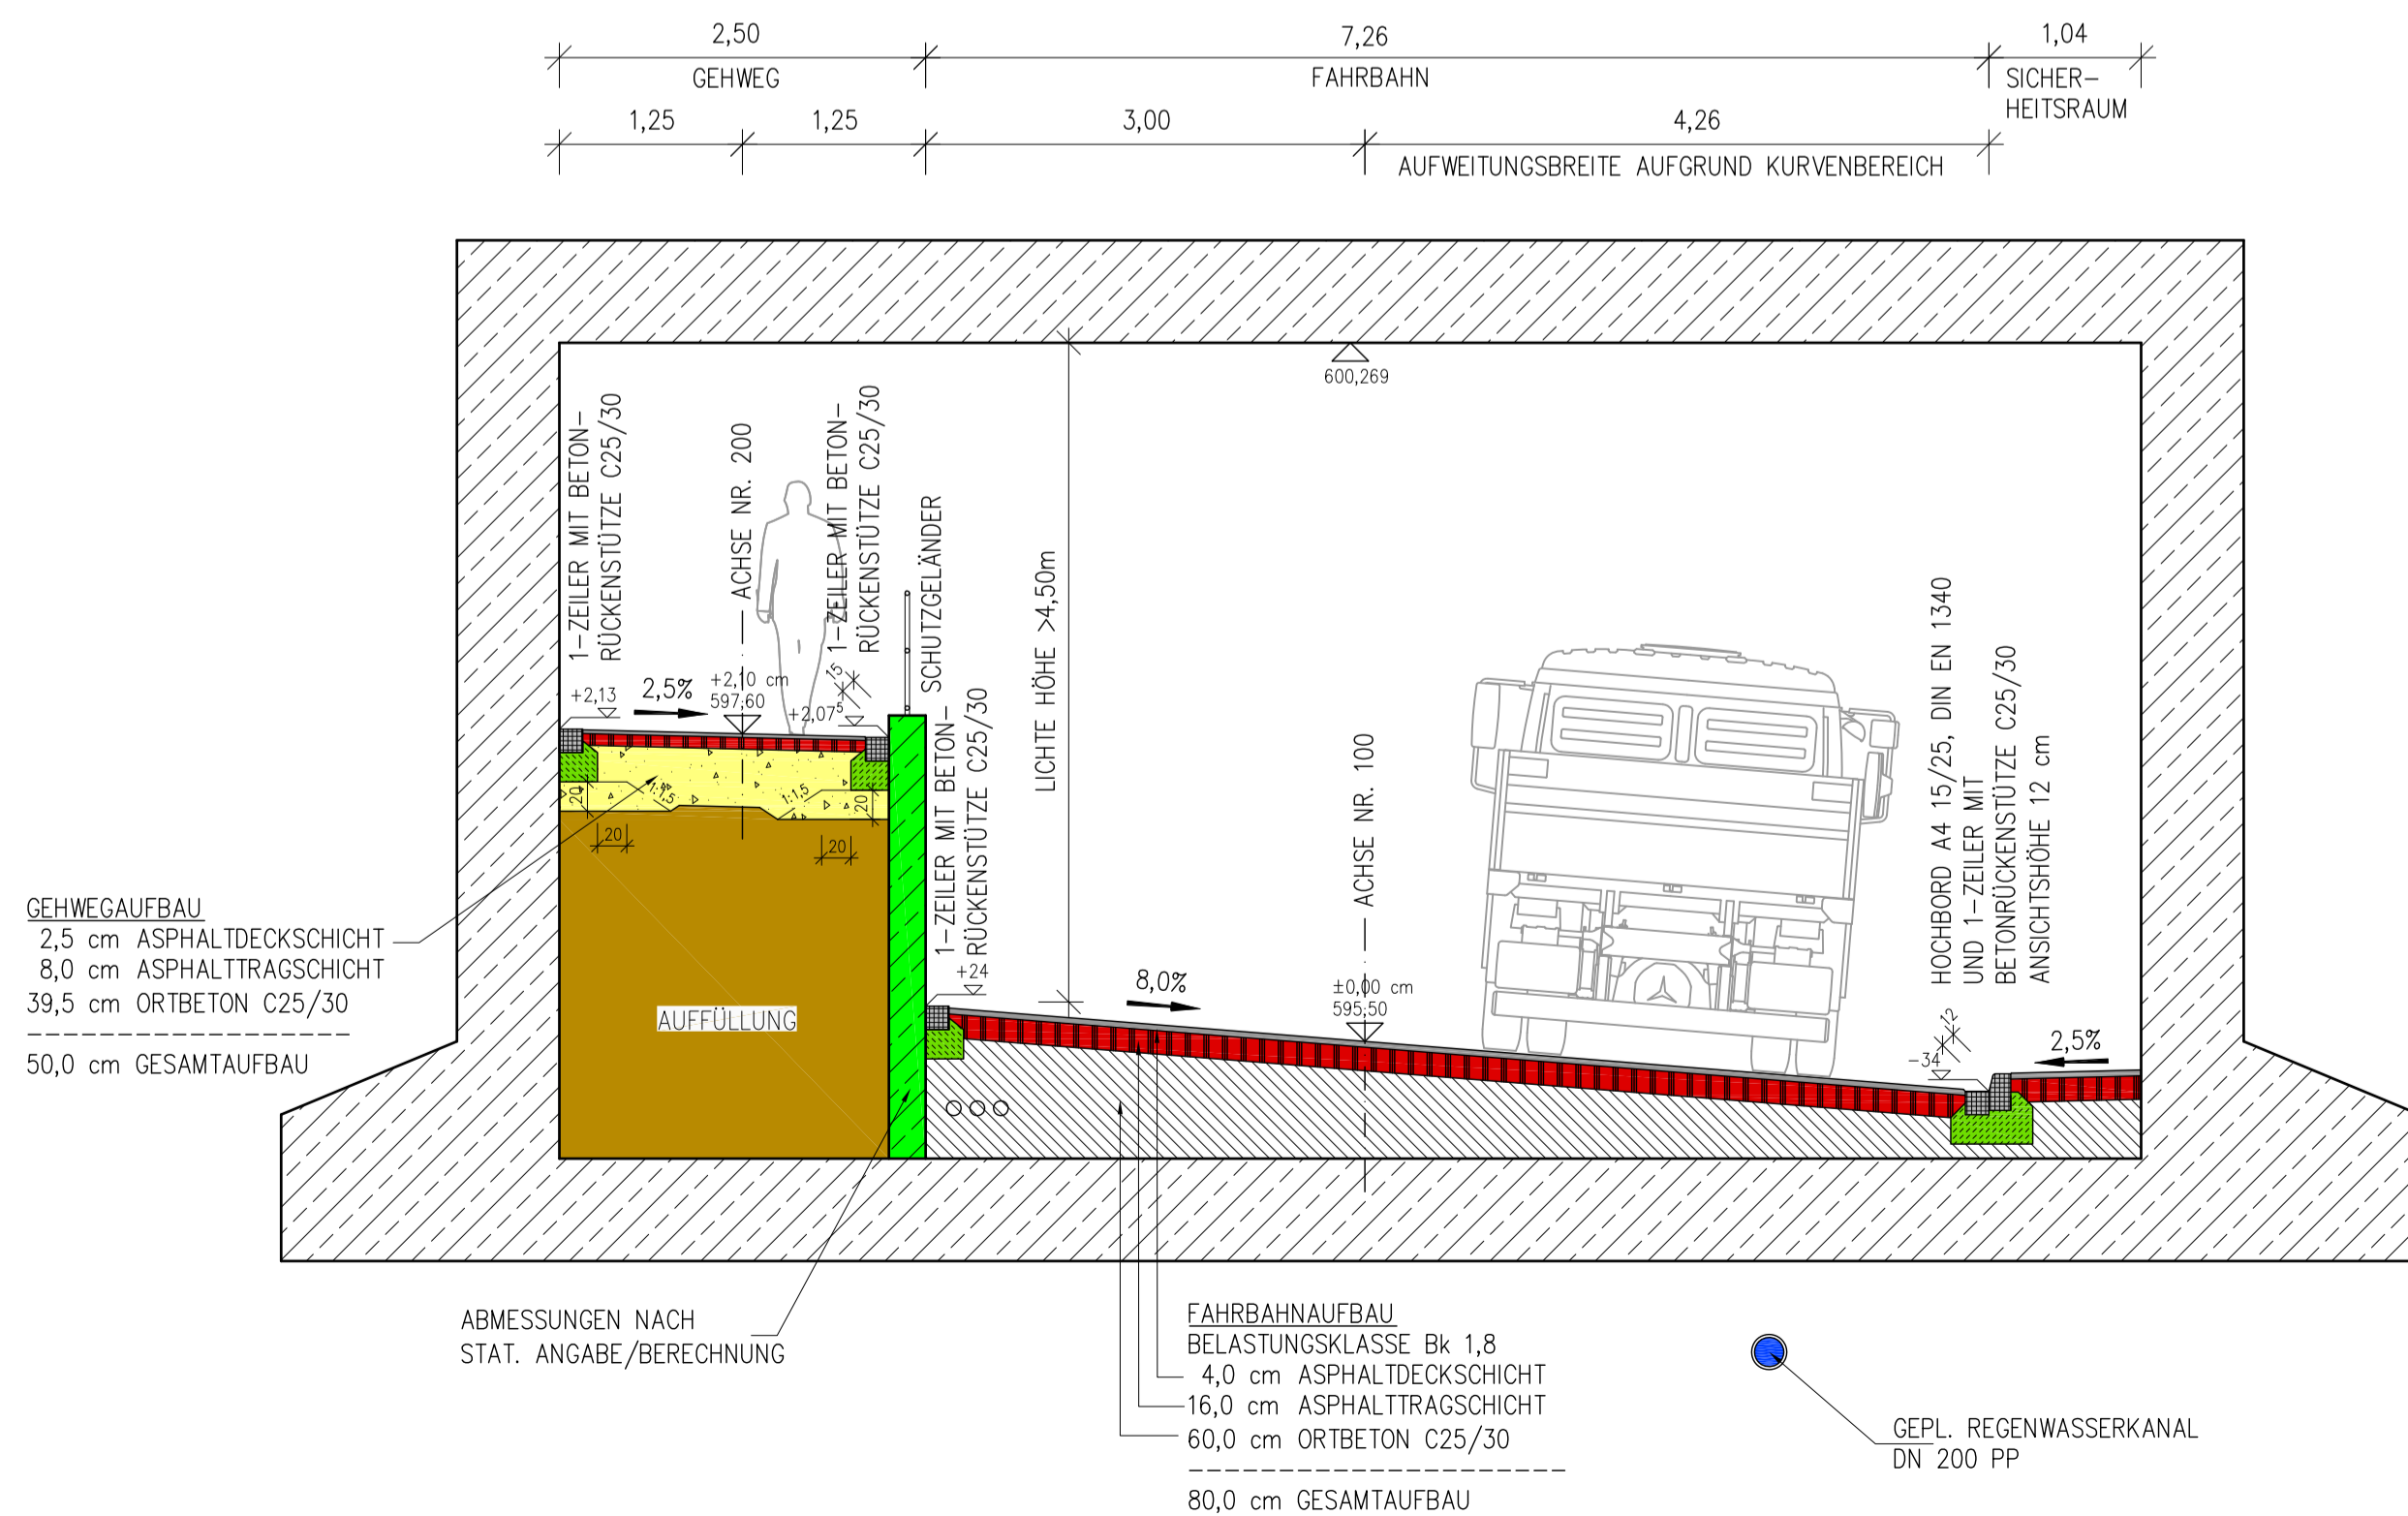 2,50
7,26
1,04
GEHWEG
FAHRBAHN
SICHER-
HEITSRAUM
1,25
1,25
3,00
4,26
AUFWEITUNGSBREITE AUFGRUND KURVENBEREICH
600,269
1-ZEILER MIT BETON-
RÜCKENSTÜTZE C25/30
ACHSE NR. 200
1-ZEILER MIT BETON-
RÜCKENSTÜTZE C25/30
SCHUTZGELÄNDER
1-ZEILER MIT BETON-
RÜCKENSTÜTZE C25/30
LICHTE HÖHE >4,50m
ACHSE NR. 100
HOCHBORD A4 15/25, DIN EN 1340
UND 1-ZEILER MIT
BETONRÜCKENSTÜTZE C25/30
ANSICHTSHÖHE 12 cm
+2,13
2,5%
+2,10 cm
597,60
15
+2,07⁵
20
1:1,5
1:1,5
20
20
20
+24
8,0%
±0,00 cm
595,50
12
-34
2,5%
GEHWEGAUFBAU
2,5 cm ASPHALTDECKSCHICHT
8,0 cm ASPHALTTRAGSCHICHT
39,5 cm ORTBETON C25/30
------------------
50,0 cm GESAMTAUFBAU
AUFFÜLLUNG
ABMESSUNGEN NACH
STAT. ANGABE/BERECHNUNG
FAHRBAHNAUFBAU
BELASTUNGSKLASSE Bk 1,8
4,0 cm ASPHALTDECKSCHICHT
16,0 cm ASPHALTTRAGSCHICHT
60,0 cm ORTBETON C25/30
---------------------
80,0 cm GESAMTAUFBAU
GEPL. REGENWASSERKANAL
DN 200 PP